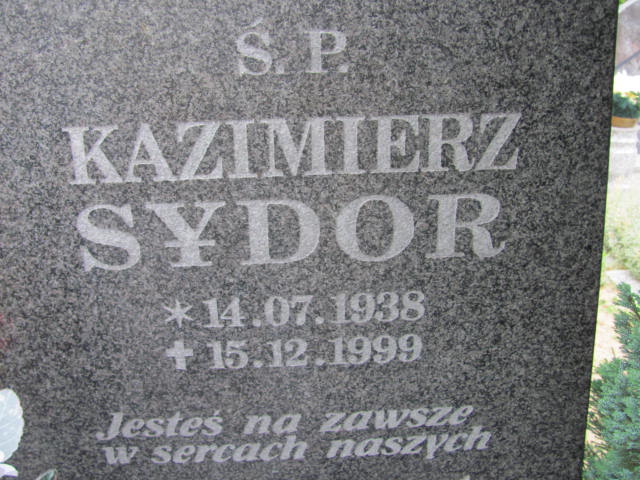 Ś. P.
KAZIMIERZ
SYDOR
* 14.07.1938
✝ 15.12.1999
Jesteś na zawsze
w sercach naszych